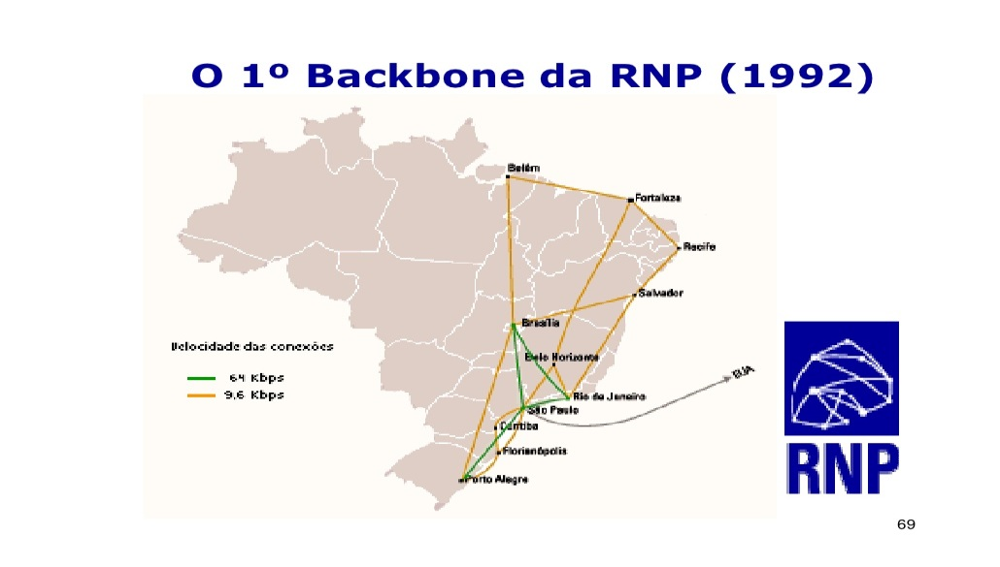 O 1º Backbone da RNP (1992)
Belém
Fortaleza
Recife
Salvador
Brasília
Velocidade das conexões
Belo Horizonte
64 Kbps
EUA
9,6 Kbps
Rio de Janeiro
São Paulo
Curitiba
Florianópolis
Porto Alegre
RNP
69